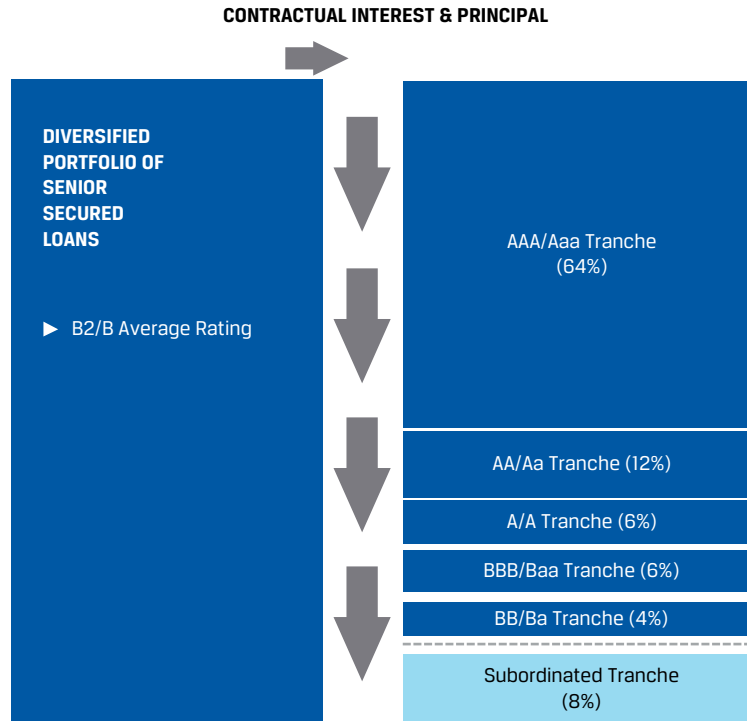 CONTRACTUAL INTEREST & PRINCIPAL
DIVERSIFIED
PORTFOLIO OF
SENIOR
SECURED
LOANS
▶ B2/B Average Rating
AAA/Aaa Tranche
(64%)
AA/Aa Tranche (12%)
A/A Tranche (6%)
BBB/Baa Tranche (6%)
BB/Ba Tranche (4%)
Subordinated Tranche
(8%)